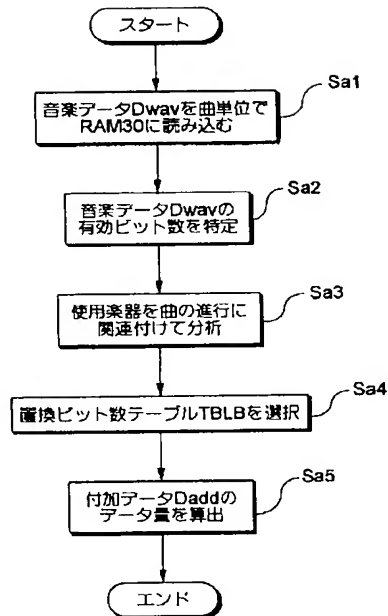 スタート
Sa1
音楽データDwavを曲単位で
RAM30に読み込む
Sa2
音楽データDwavの
有効ビット数を特定
Sa3
使用楽器を曲の進行に
関連付けて分析
Sa4
置換ビット数テーブルTBLBを選択
Sa5
付加データDaddの
データ量を算出
エンド